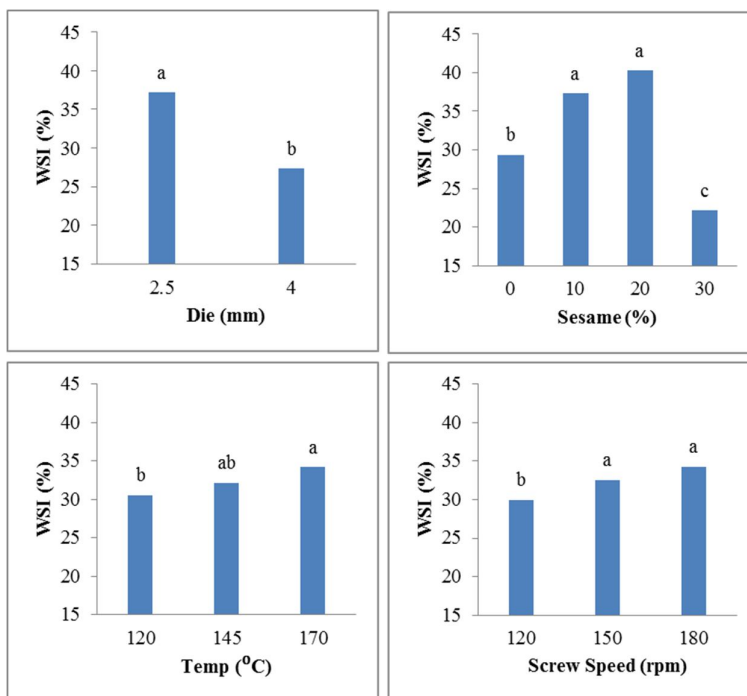 45
40
35
30
25
20
15
WSI (%)
a
b
2.5 4
Die (mm)
45
40
35
30
25
20
15
WSI (%)
b
a
a
c
0 10 20 30
Sesame (%)
45
40
35
30
25
20
15
WSI (%)
b
ab
a
120 145 170
Temp (⁰C)
45
40
35
30
25
20
15
WSI (%)
b
a
a
120 150 180
Screw Speed (rpm)